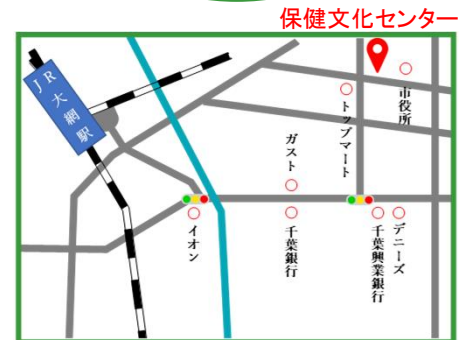 保健文化センター
JR大網駅
市役所
トップマート
ガスト
イオン
千葉銀行
千葉興業銀行
デニーズ